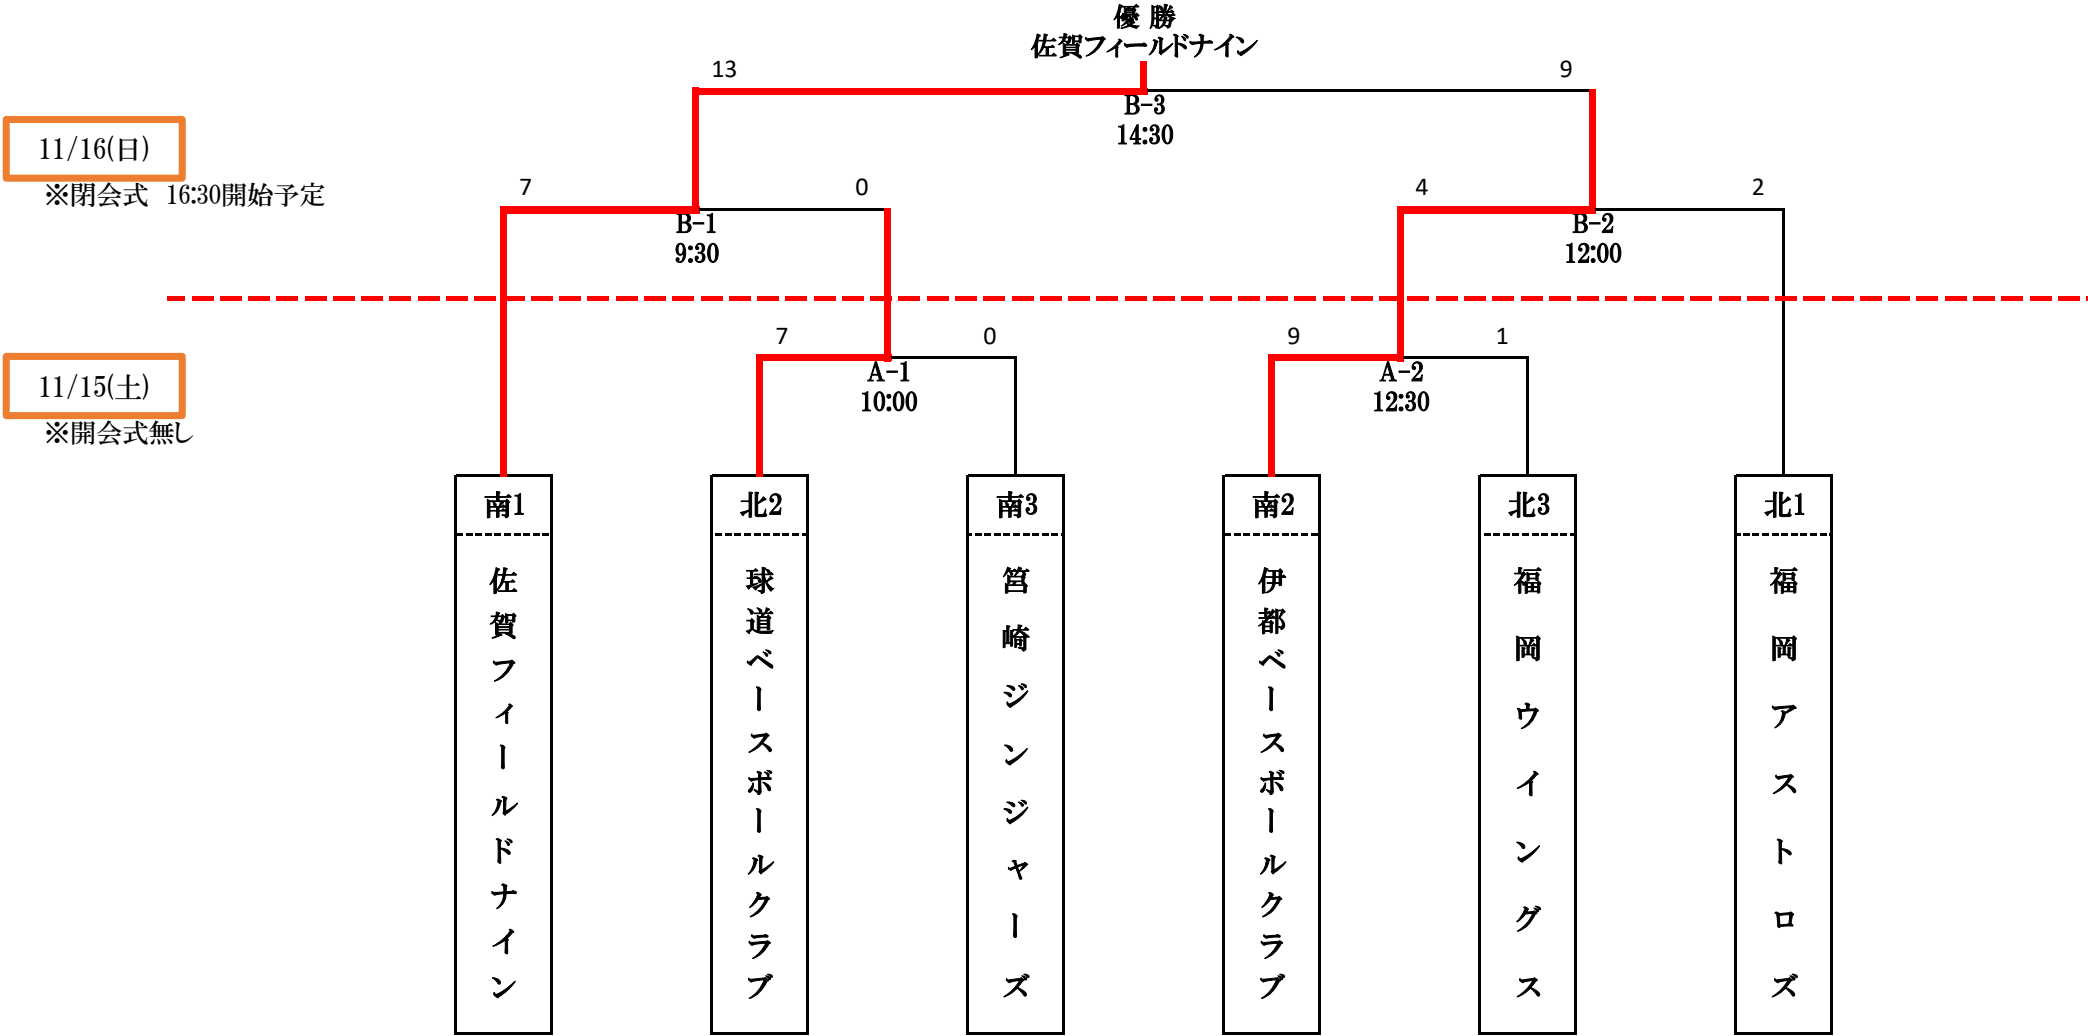 優 勝
佐賀フィールドナイン
13
9
B-3
14:30
11/16(日)
※閉会式 16:30開始予定
7
0
4
2
B-1
9:30
B-2
12:00
7
0
9
1
A-1
10:00
A-2
12:30
11/15(土)
※開会式無し
南1
北2
南3
南2
北3
北1
佐賀フィールドナイン
球道ベースボールクラブ
宮崎ジンジャーズ
伊都ベースボールクラブ
福岡ウイングス
福岡アストロズ